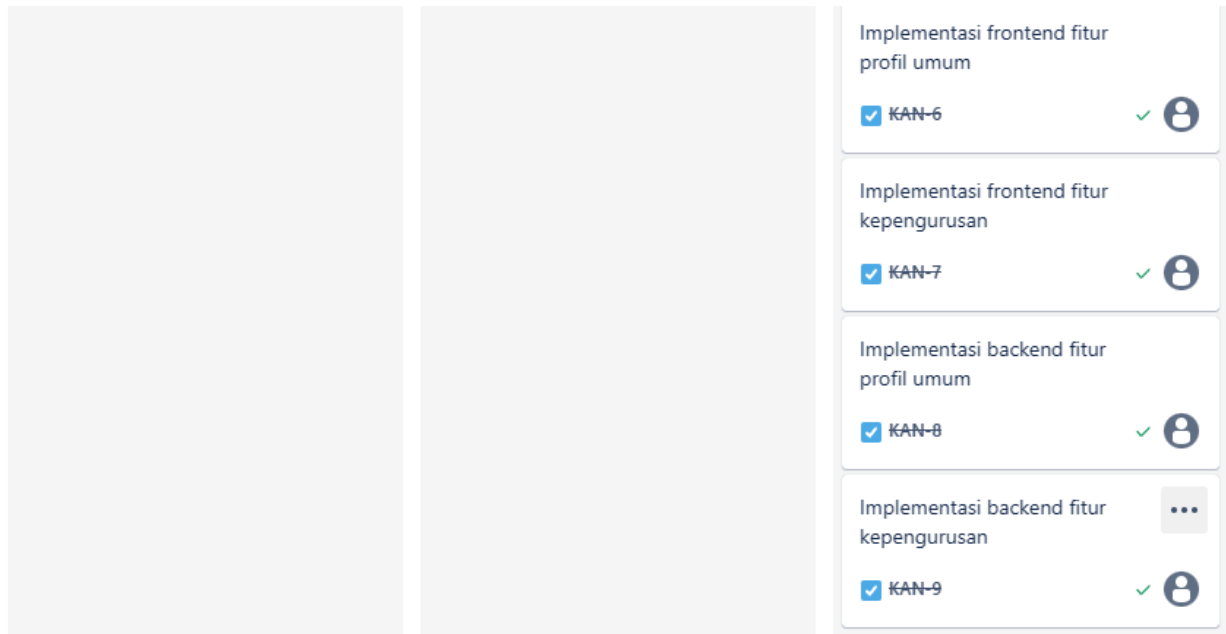 Implementasi frontend fitur
profil umum
KAN-6
Implementasi frontend fitur
kepengurusan
KAN-7
Implementasi backend fitur
profil umum
KAN-8
Implementasi backend fitur
kepengurusan
KAN-9